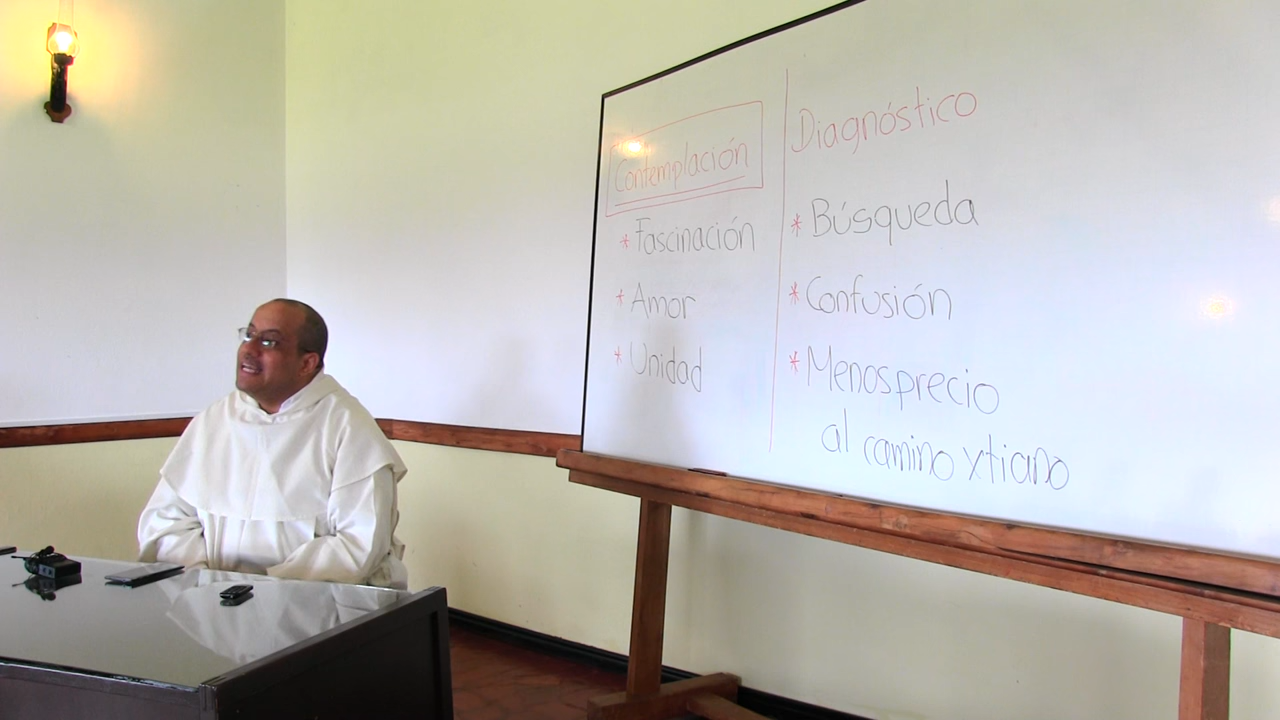 Contemplación
* Fascinación
* Amor
* Unidad
Diagnóstico
* Búsqueda
* Confusión
* Menosprecio
al camino xtiano